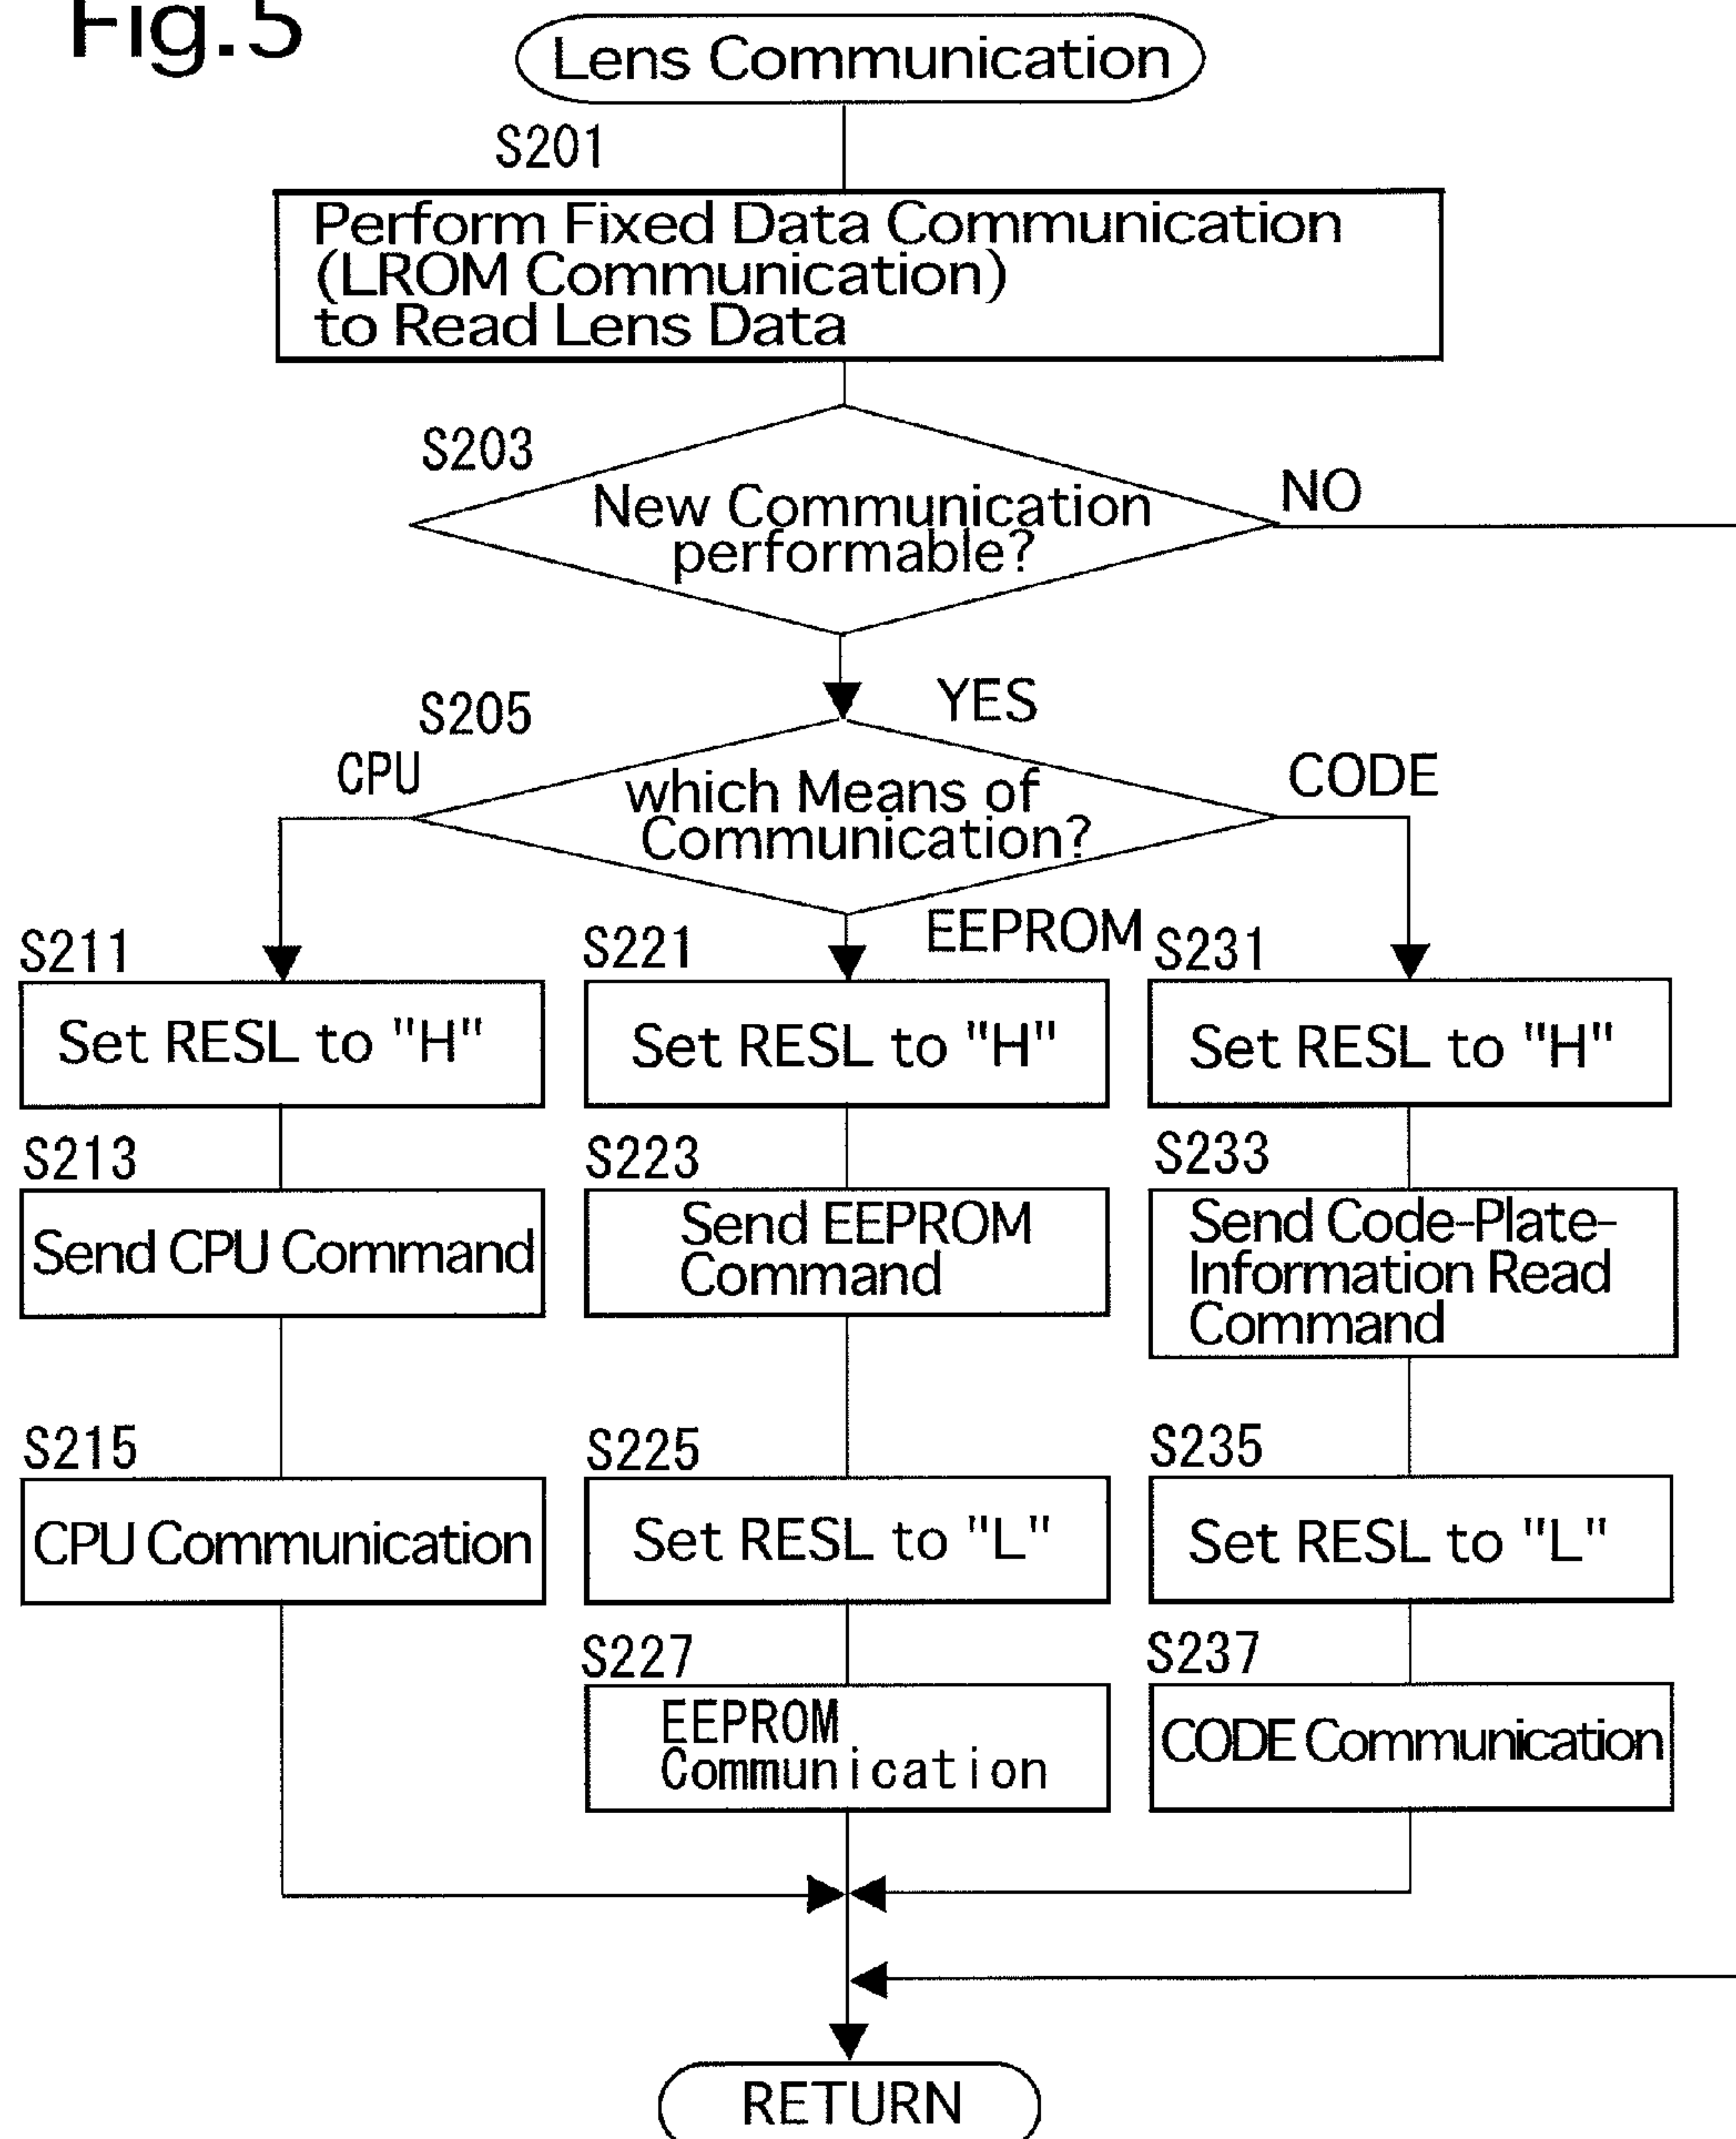 Fig.5
Lens Communication
S201
Perform Fixed Data Communication
(LROM Communication)
to Read Lens Data
S203
New Communication
performable?
NO
YES
S205
CPU
which Means of
Communication?
CODE
EEPROM
S211
Set RESL to "H"
S213
Send CPU Command
S215
CPU Communication
S221
Set RESL to "H"
S223
Send EEPROM
Command
S225
Set RESL to "L"
S227
EEPROM
Communication
S231
Set RESL to "H"
S233
Send Code-Plate-
Information Read
Command
S235
Set RESL to "L"
S237
CODE Communication
RETURN